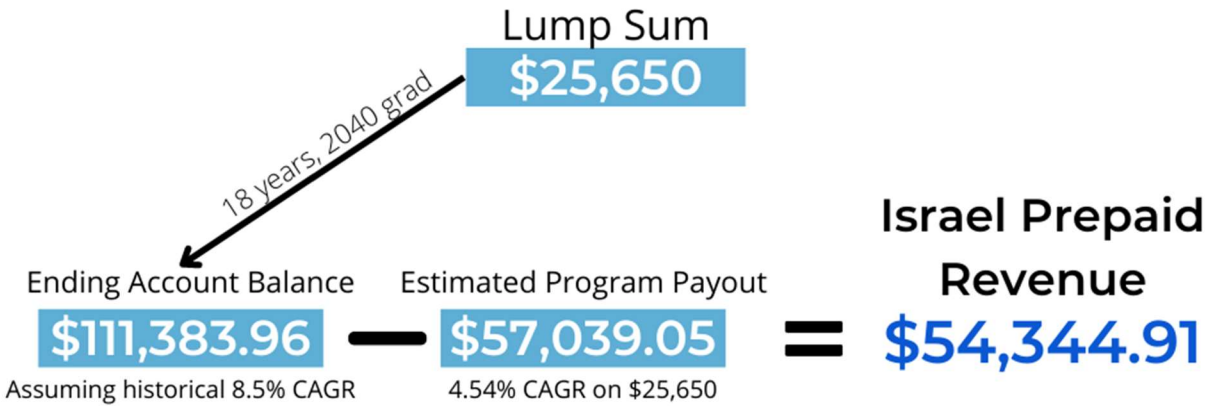 Lump Sum
$25,650
18 years, 2040 grad
Ending Account Balance
$111,383.96
Assuming historical 8.5% CAGR
Estimated Program Payout
$57,039.05
4.54% CAGR on $25,650
=
Israel Prepaid
Revenue
$54,344.91